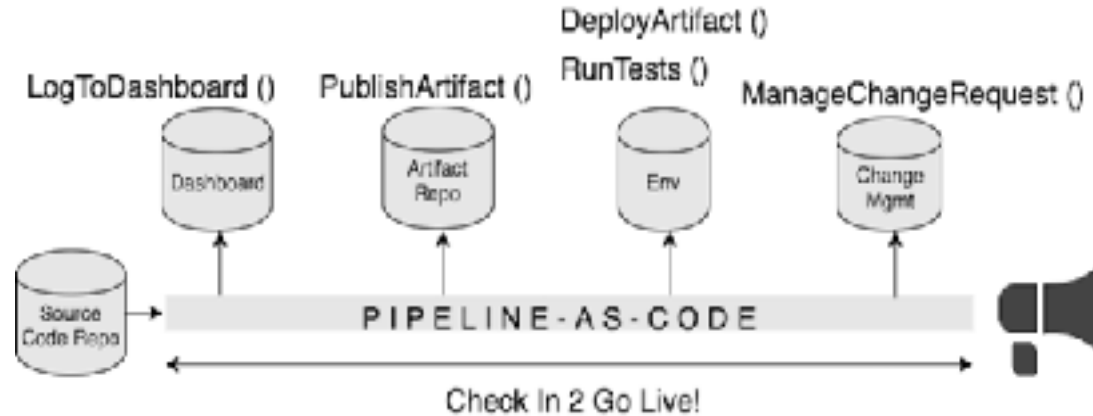 DeployArtifact ()
LogToDashboard ()
PublishArtifact ()
RunTests ()
ManageChangeRequest ()
Dashboard
Artifact
Repo
Env
Change
Mgmt
Source
Code Repo
PIPELINE-AS-CODE
Check In 2 Go Live!